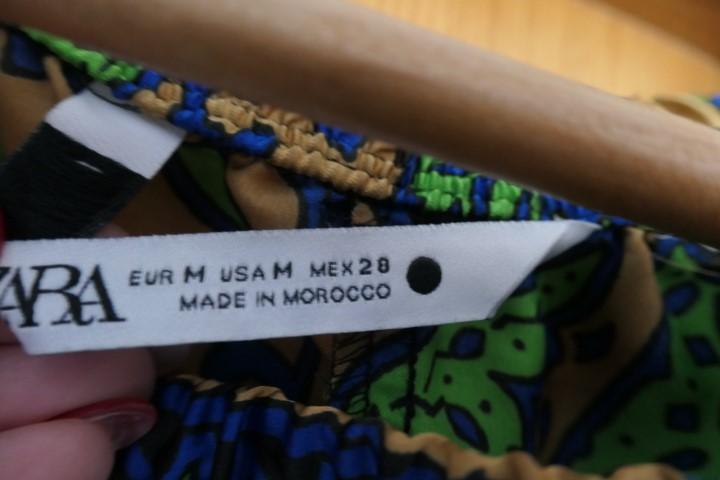 ZARA
EUR M USA M MEX 28
MADE IN MOROCCO